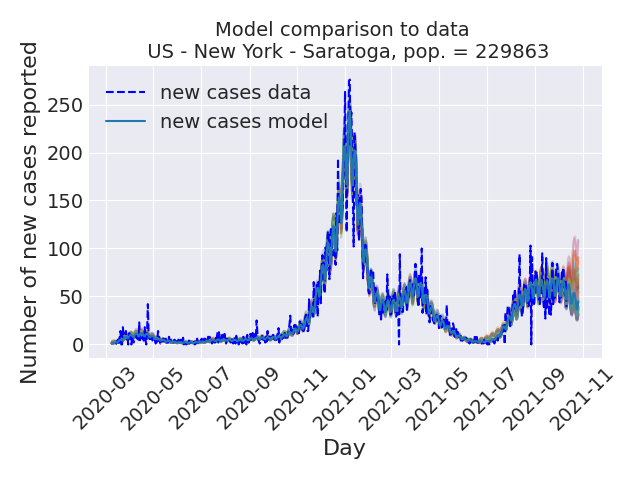 Model comparison to data
US - New York - Saratoga, pop. = 229863
new cases data
new cases model
Number of new cases reported
250
200
150
100
50
0
2020-03
2020-05
2020-07
2020-09
2020-11
2021-01
2021-03
2021-05
2021-07
2021-09
2021-11
Day